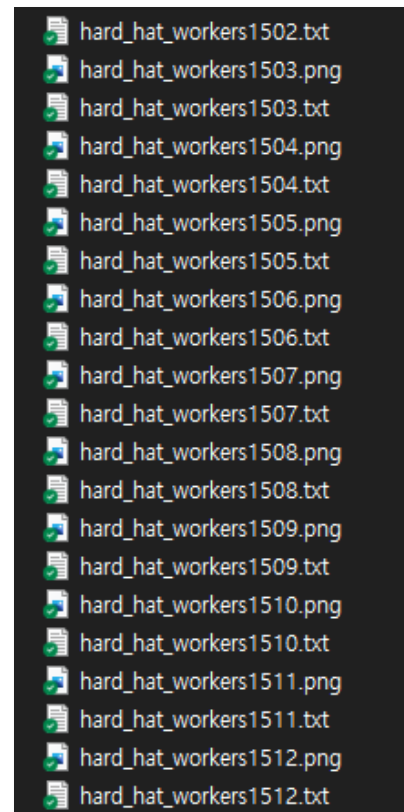 hard_hat_workers1502.txt
hard_hat_workers1503.png
hard_hat_workers1503.txt
hard_hat_workers1504.png
hard_hat_workers1504.txt
hard_hat_workers1505.png
hard_hat_workers1505.txt
hard_hat_workers1506.png
hard_hat_workers1506.txt
hard_hat_workers1507.png
hard_hat_workers1507.txt
hard_hat_workers1508.png
hard_hat_workers1508.txt
hard_hat_workers1509.png
hard_hat_workers1509.txt
hard_hat_workers1510.png
hard_hat_workers1510.txt
hard_hat_workers1511.png
hard_hat_workers1511.txt
hard_hat_workers1512.png
hard_hat_workers1512.txt